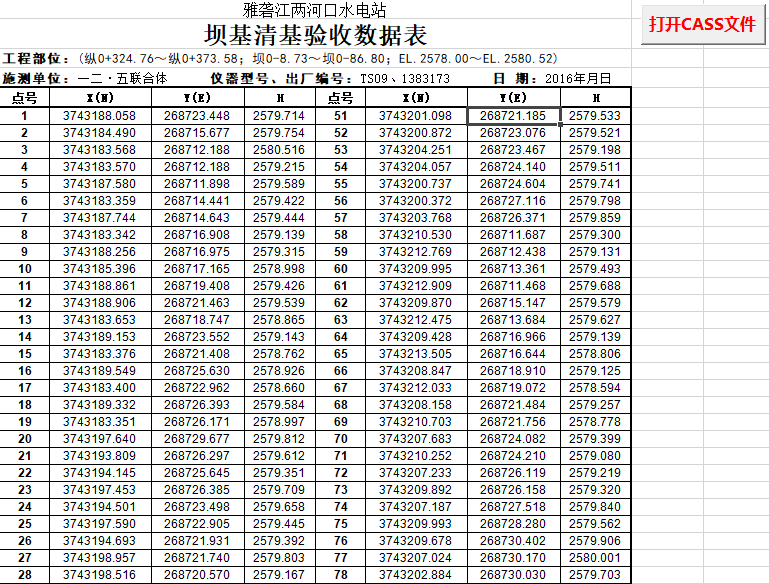 雅砻江两河口水电站
坝基清基验收数据表
打开CASS文件
工程部位：(纵0+324.76～纵0+373.58；坝0-8.73～坝0-86.80；EL.2578.00～EL.2580.52)
施测单位：一二·五联合体 仪器型号、出厂编号：TS09、1383173 日 期：2016年月日
点号 X(N) Y(E) H 点号 X(N) Y(E) H
1 3743188.058 268723.448 2579.714 51 3743201.098 268721.185 2579.533
2 3743184.490 268715.677 2579.754 52 3743200.872 268723.076 2579.521
3 3743183.568 268712.188 2580.516 53 3743204.251 268723.467 2579.198
4 3743183.570 268712.188 2579.215 54 3743204.057 268724.140 2579.511
5 3743187.580 268711.898 2579.589 55 3743200.737 268724.604 2579.741
6 3743183.359 268714.441 2579.422 56 3743200.372 268727.116 2579.798
7 3743187.744 268714.643 2579.444 57 3743203.768 268726.371 2579.859
8 3743183.342 268716.908 2579.139 58 3743210.530 268711.687 2579.300
9 3743188.256 268716.975 2579.315 59 3743212.769 268712.438 2579.131
10 3743185.396 268717.165 2578.998 60 3743209.995 268713.361 2579.493
11 3743188.861 268719.408 2579.426 61 3743212.909 268711.468 2579.688
12 3743188.906 268721.463 2579.539 62 3743209.870 268715.147 2579.579
13 3743183.653 268718.747 2578.865 63 3743212.475 268713.684 2579.627
14 3743189.153 268723.552 2579.143 64 3743209.428 268716.966 2579.139
15 3743183.376 268721.408 2578.762 65 3743213.505 268716.644 2578.806
16 3743189.549 268725.630 2578.926 66 3743208.847 268718.910 2579.125
17 3743183.400 268722.962 2578.660 67 3743212.033 268719.072 2578.594
18 3743189.332 268726.393 2579.584 68 3743208.158 268721.484 2579.257
19 3743183.351 268726.171 2578.997 69 3743210.703 268721.756 2578.778
20 3743197.640 268729.677 2579.812 70 3743207.683 268724.082 2579.399
21 3743193.809 268726.297 2579.612 71 3743210.252 268724.210 2579.080
22 3743194.145 268725.645 2579.351 72 3743207.233 268726.119 2579.219
23 3743197.453 268726.385 2579.709 73 3743209.892 268726.158 2579.320
24 3743194.501 268723.498 2579.658 74 3743207.187 268727.518 2579.840
25 3743197.590 268722.905 2579.445 75 3743209.993 268728.280 2579.562
26 3743194.693 268721.931 2579.392 76 3743209.678 268730.402 2579.906
27 3743198.957 268721.740 2579.803 77 3743207.024 268730.170 2580.001
28 3743198.516 268720.570 2579.167 78 3743202.884 268730.030 2579.703